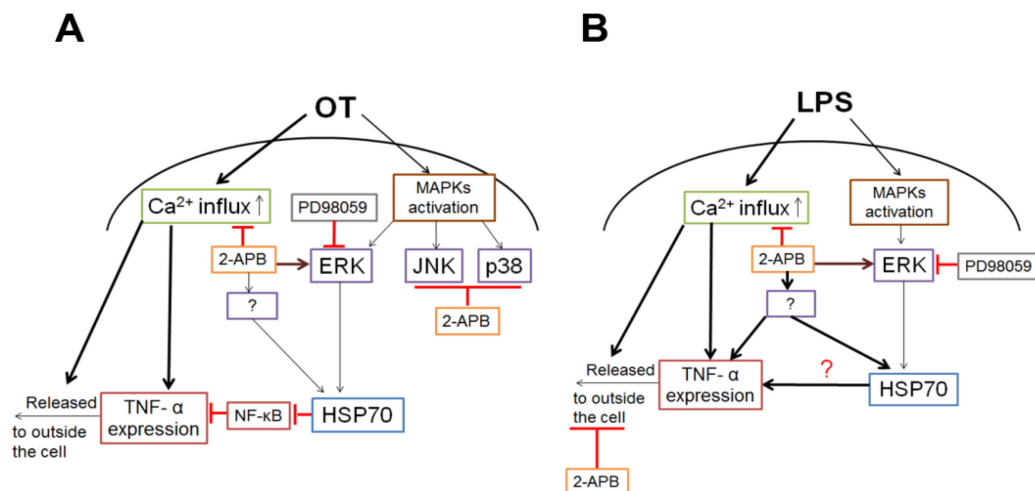 A
OT
Ca²⁺ influx ↑
PD98059
MAPKs
activation
2-APB
ERK
JNK
p38
?
2-APB
Released
to outside
the cell
TNF- α
expression
NF-κB
HSP70
B
LPS
Ca²⁺ influx ↑
MAPKs
activation
2-APB
ERK
PD98059
?
Released
to outside
the cell
TNF- α
expression
?
HSP70
2-APB